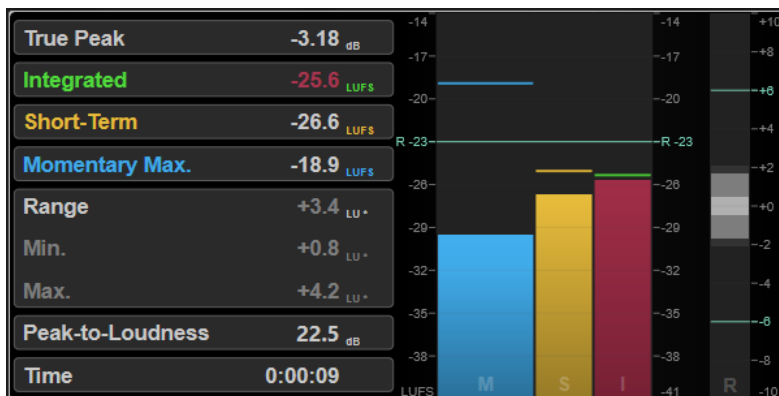 True Peak -3.18 dB
Integrated -25.6 LUFS
Short-Term -26.6 LUFS
Momentary Max. -18.9 LUFS
Range +3.4 LU *
Min. +0.8 LU *
Max. +4.2 LU *
Peak-to-Loudness 22.5 dB
Time 0:00:09
-14 -14 +10
+8
-17 -17
+6
-20 -20
+4
R -23 R -23
+2
-26 -26
+0
-29 -29
-2
-32 -32
-4
-35 -35
-6
-38 -38
-8
LUFS M S I -41 R -10